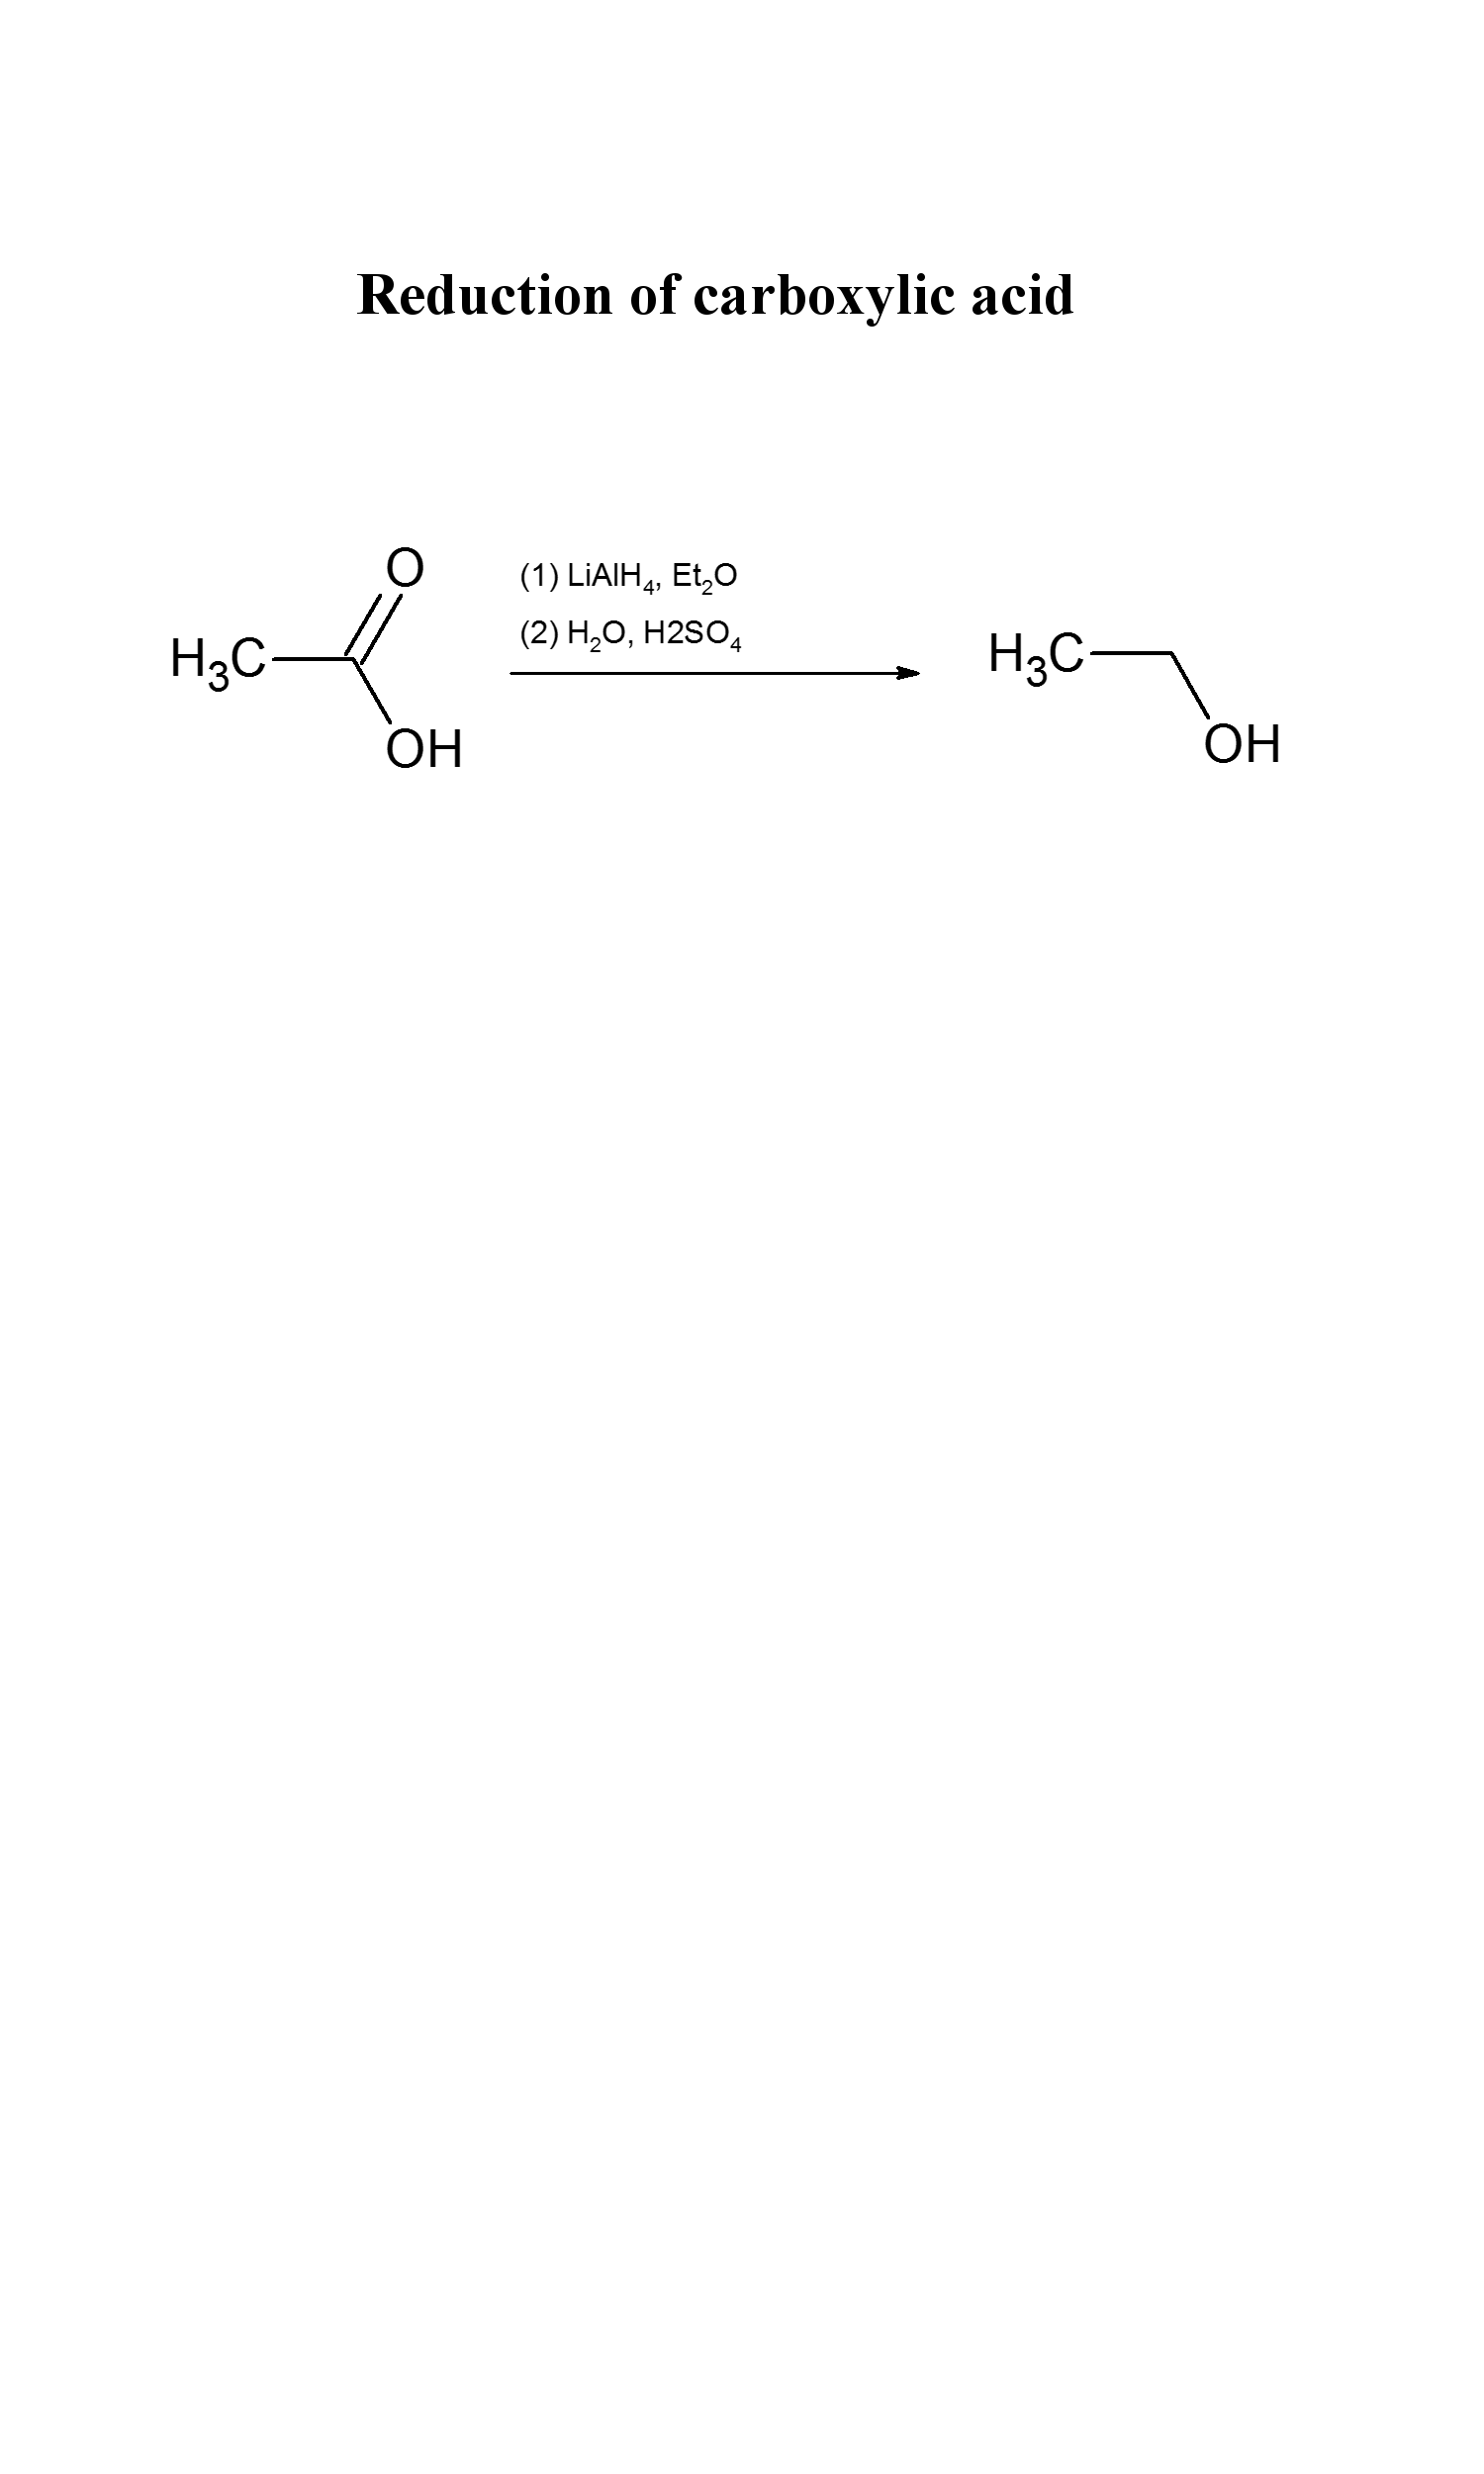 Reduction of carboxylic acid
O
(1) LiAlH₄, Et₂O
(2) H₂O, H2SO₄
H₃C
OH
H₃C
OH